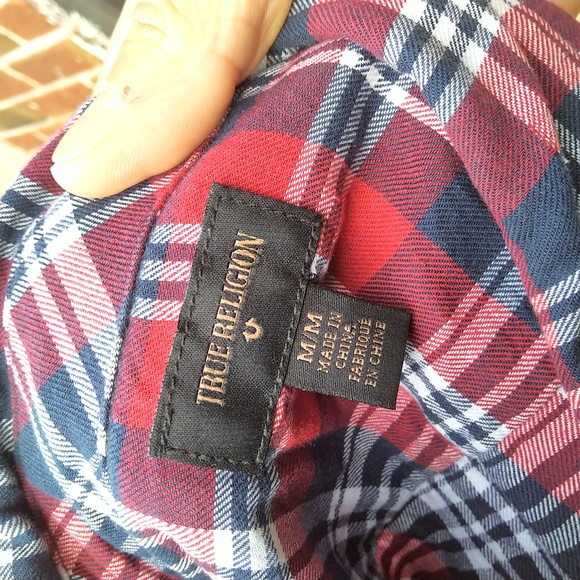 TRUE RELIGION
M/M
MADE IN
CHINA
FABRIQUE
EN CHINE